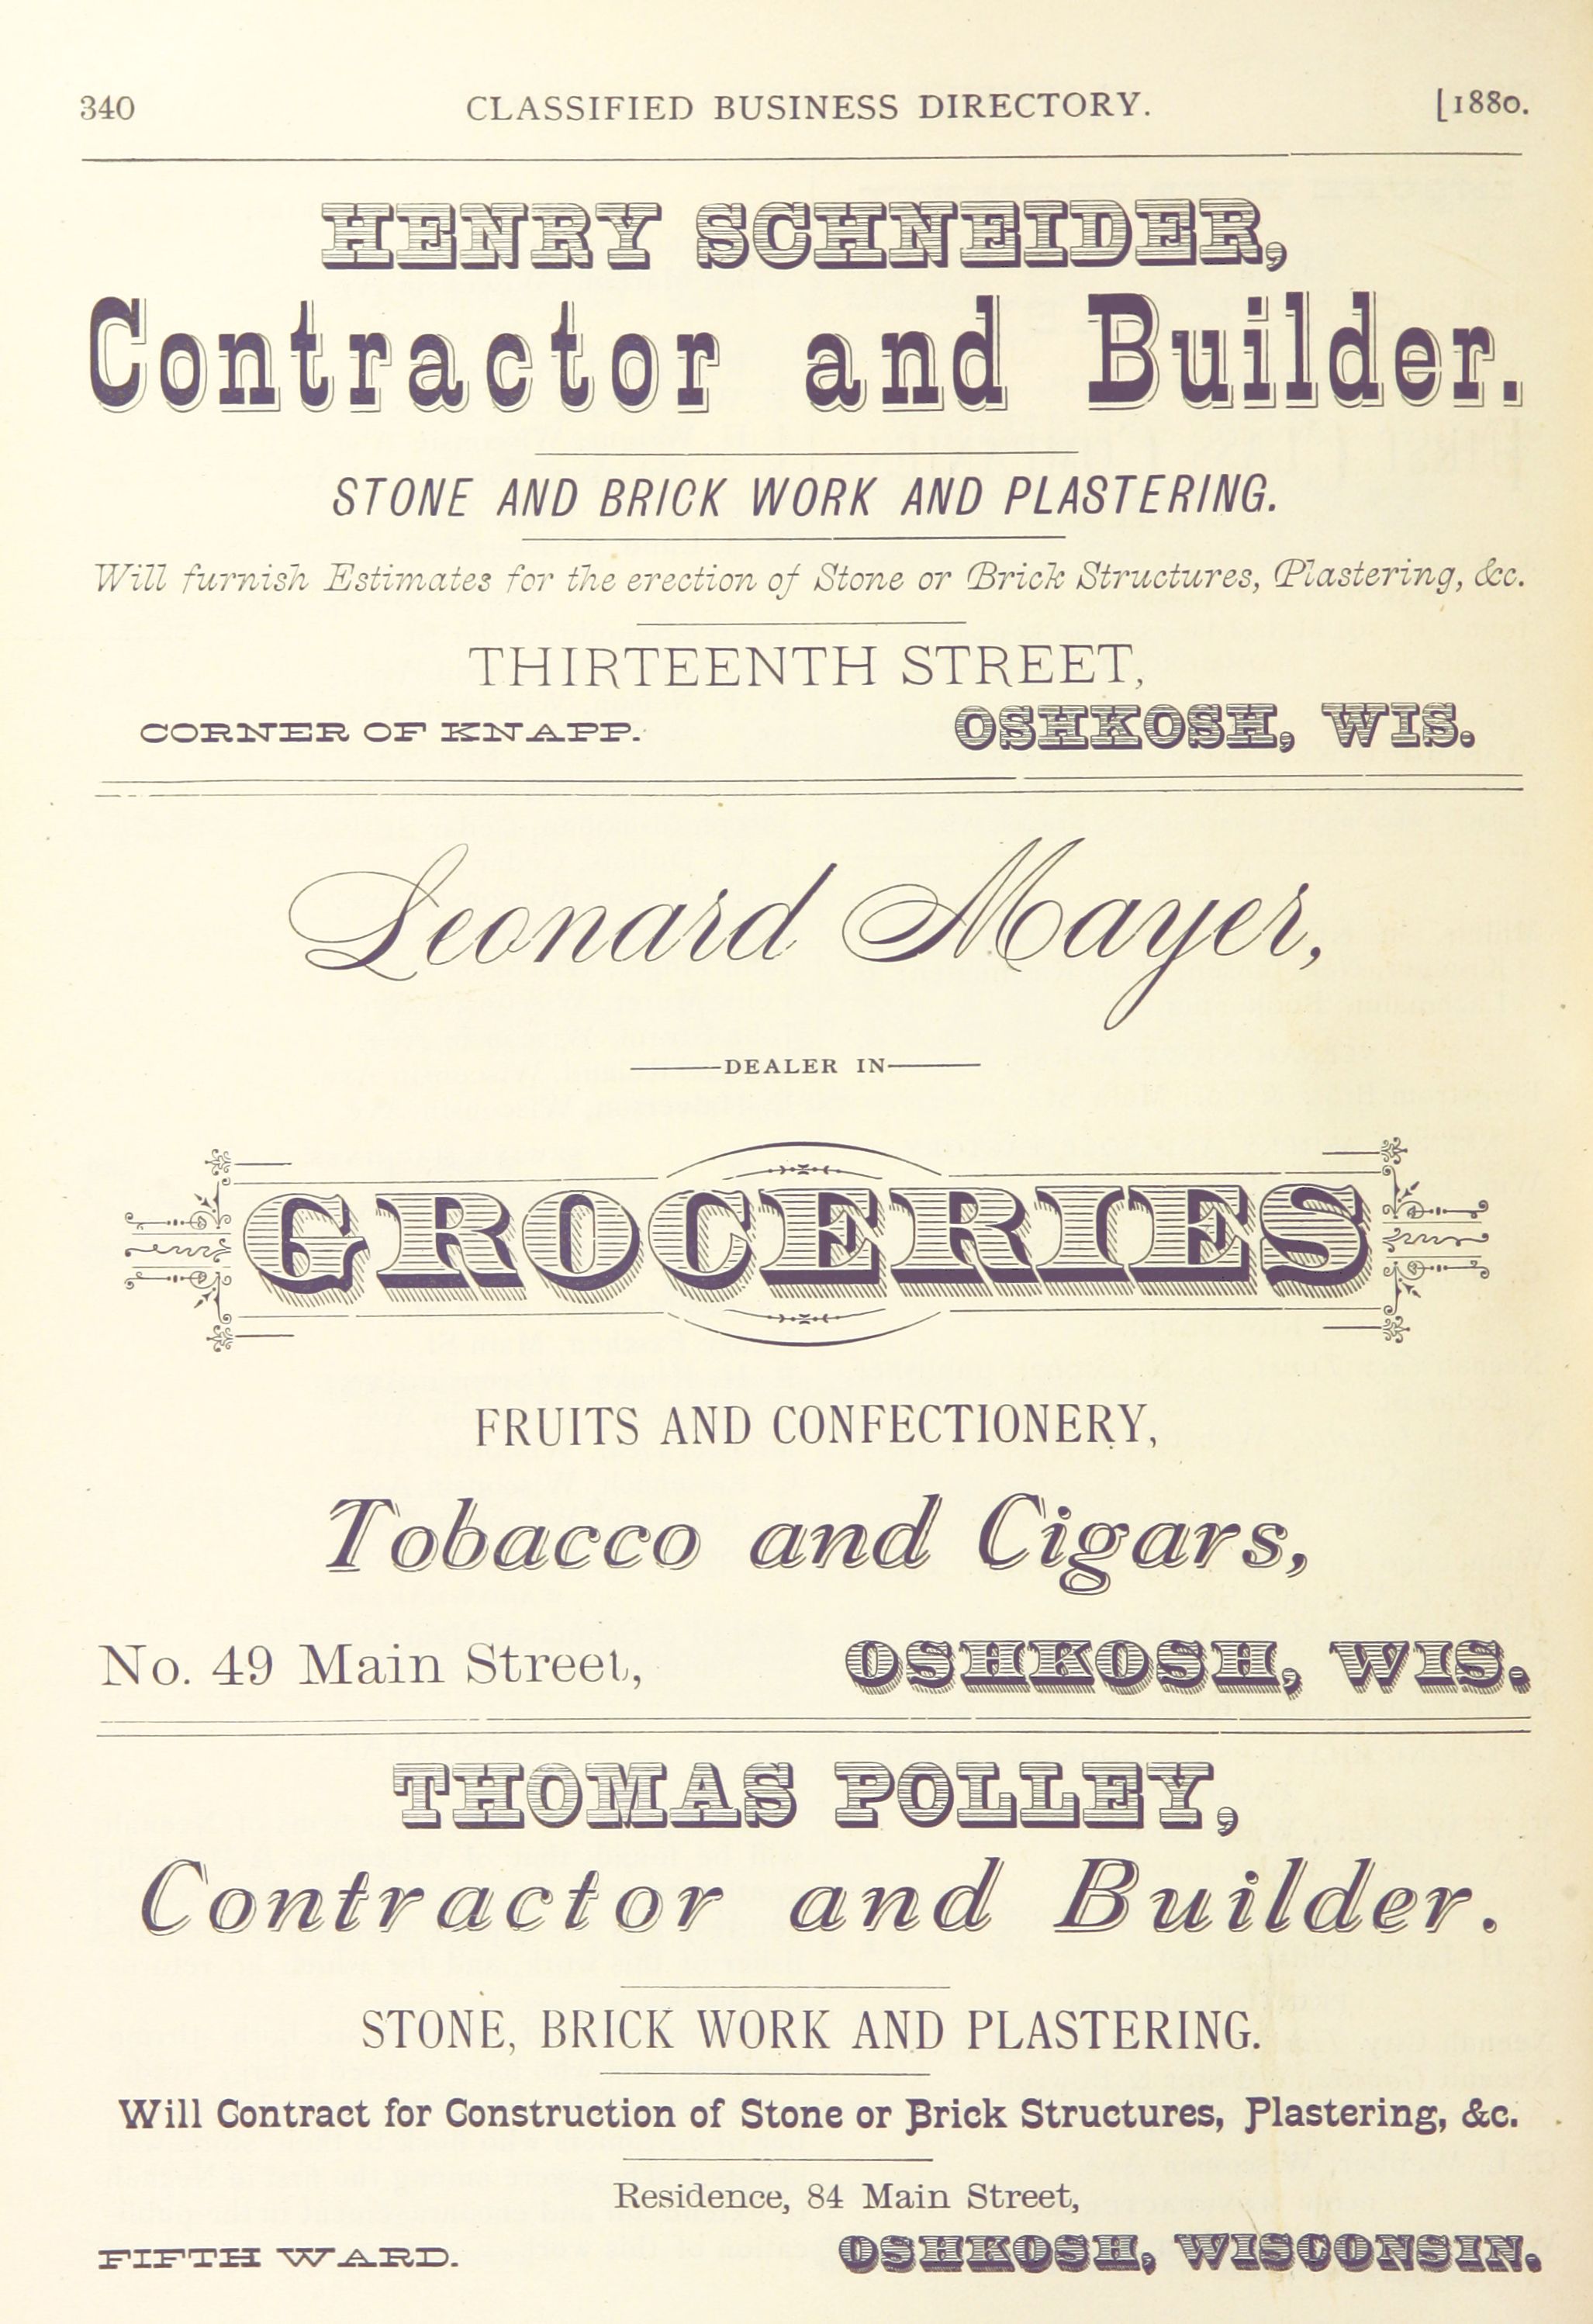 340 CLASSIFIED BUSINESS DIRECTORY. [1880.
HENRY SCHNEIDER,
Contractor and Builder.
STONE AND BRICK WORK AND PLASTERING.
Will furnish Estimates for the erection of Stone or Brick Structures, Plastering, &c.
THIRTEENTH STREET,
CORNER OF KNAPP. OSHKOSH, WIS.
Leonard Mayer,
DEALER IN
GROCERIES
FRUITS AND CONFECTIONERY,
Tobacco and Cigars,
No. 49 Main Street, OSHKOSH, WIS.
THOMAS POLLEY,
Contractor and Builder.
STONE, BRICK WORK AND PLASTERING.
Will Contract for Construction of Stone or Brick Structures, Plastering, &c.
Residence, 84 Main Street,
FIFTH WARD. OSHKOSH, WISCONSIN.